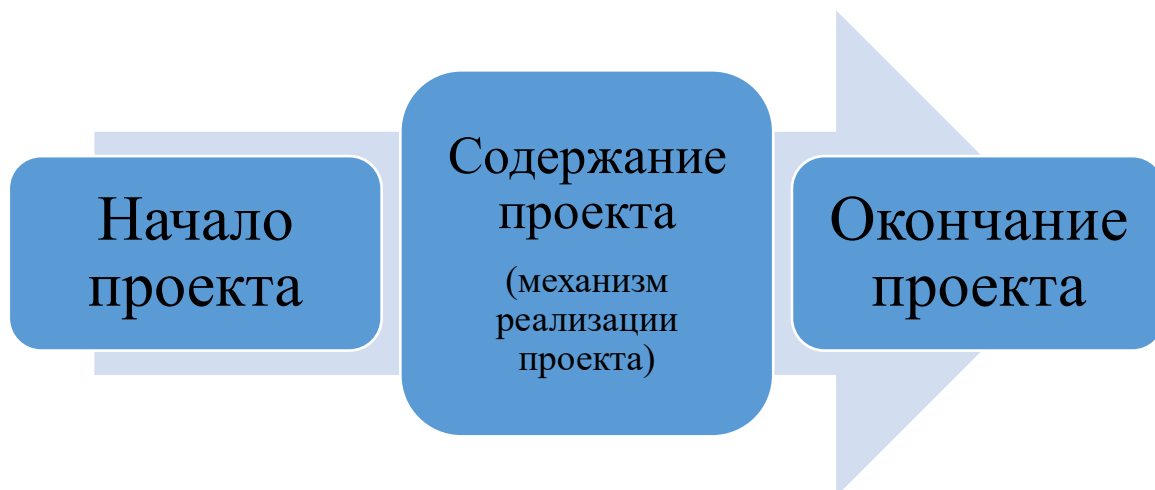 Начало
проекта
Содержание
проекта
(механизм
реализации
проекта)
Окончание
проекта